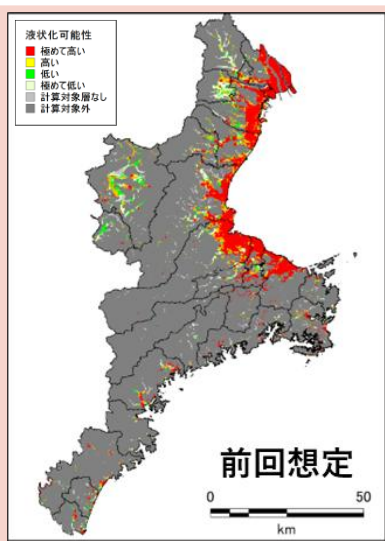 液状化可能性
極めて高い
高い
低い
極めて低い
計算対象層なし
計算対象外
前回想定
0 50
km